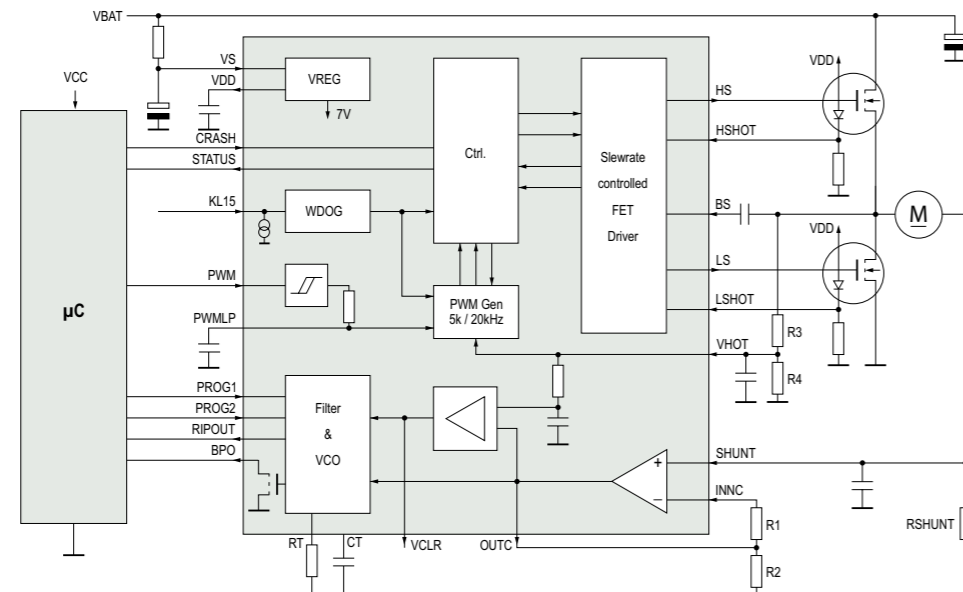 VBAT
VS
VREG
VDD
VDD
VCC
7V
HS
CRASH
HSHOT
STATUS
Ctrl.
Slewrate
controlled
FET
Driver
KL15
WDOG
BS
M
VDD
LS
PWM
µC
PWM Gen
5k / 20kHz
LSHOT
PWMLP
R3
VHOT
R4
PROG1
PROG2
Filter
&
VCO
RIPOUT
BPO
+
SHUNT
–
INNC
R1
RSHUNT
RT
CT
VCLR
OUTC
R2